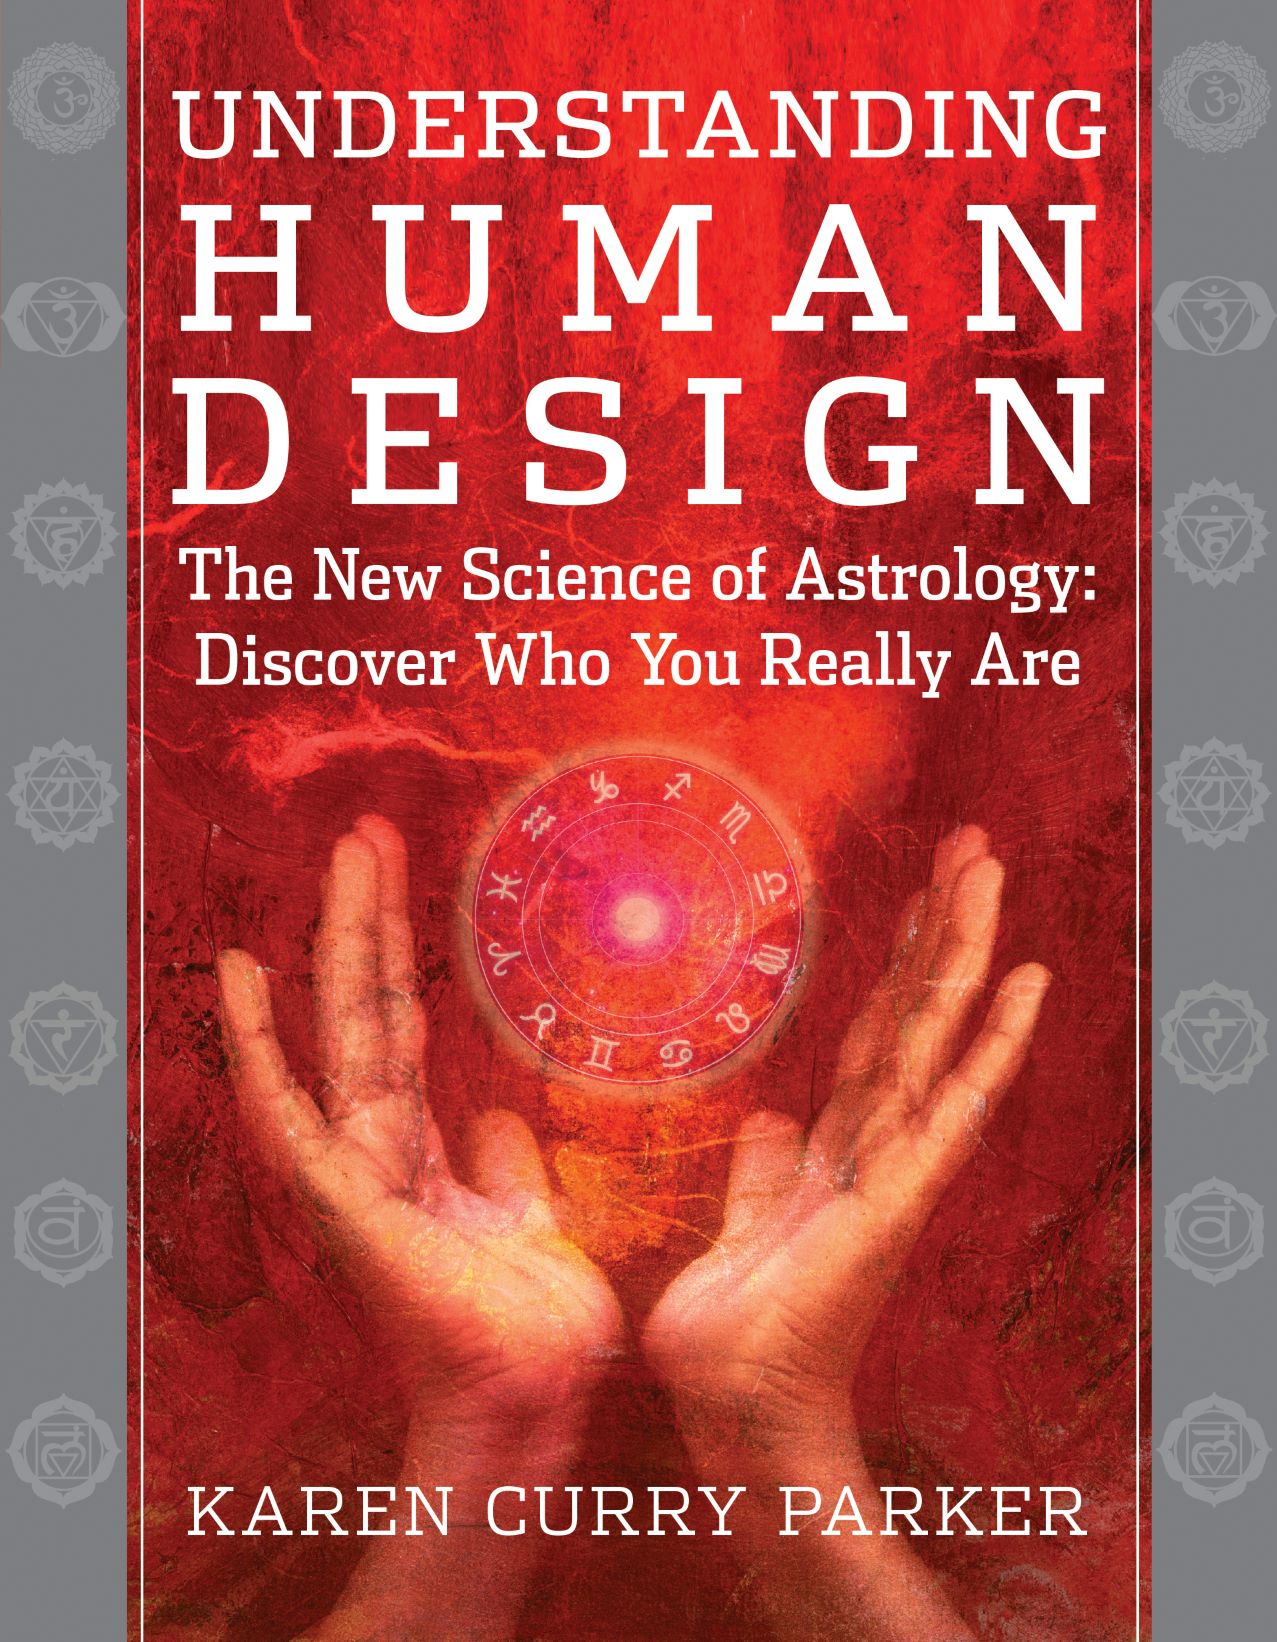 UNDERSTANDING
HUMAN
DESIGN
The New Science of Astrology:
Discover Who You Really Are
♑ ♐
♒ ♏
♓ ♎
♈ ♍
♉ ♌
♊ ♋
KAREN CURRY PARKER